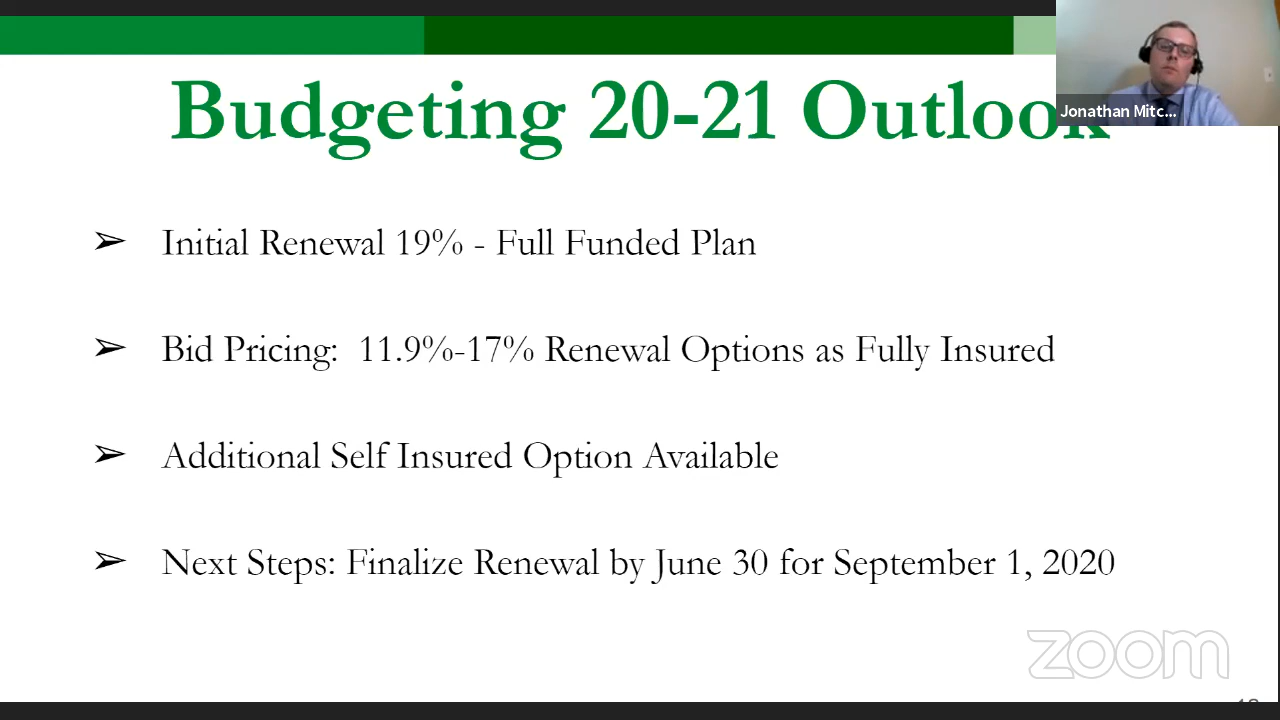 Budgeting 20-21 Outlook
Jonathan Mitc...
➢ Initial Renewal 19% - Full Funded Plan
➢ Bid Pricing:  11.9%-17% Renewal Options as Fully Insured
➢ Additional Self Insured Option Available
➢ Next Steps: Finalize Renewal by June 30 for September 1, 2020
zoom